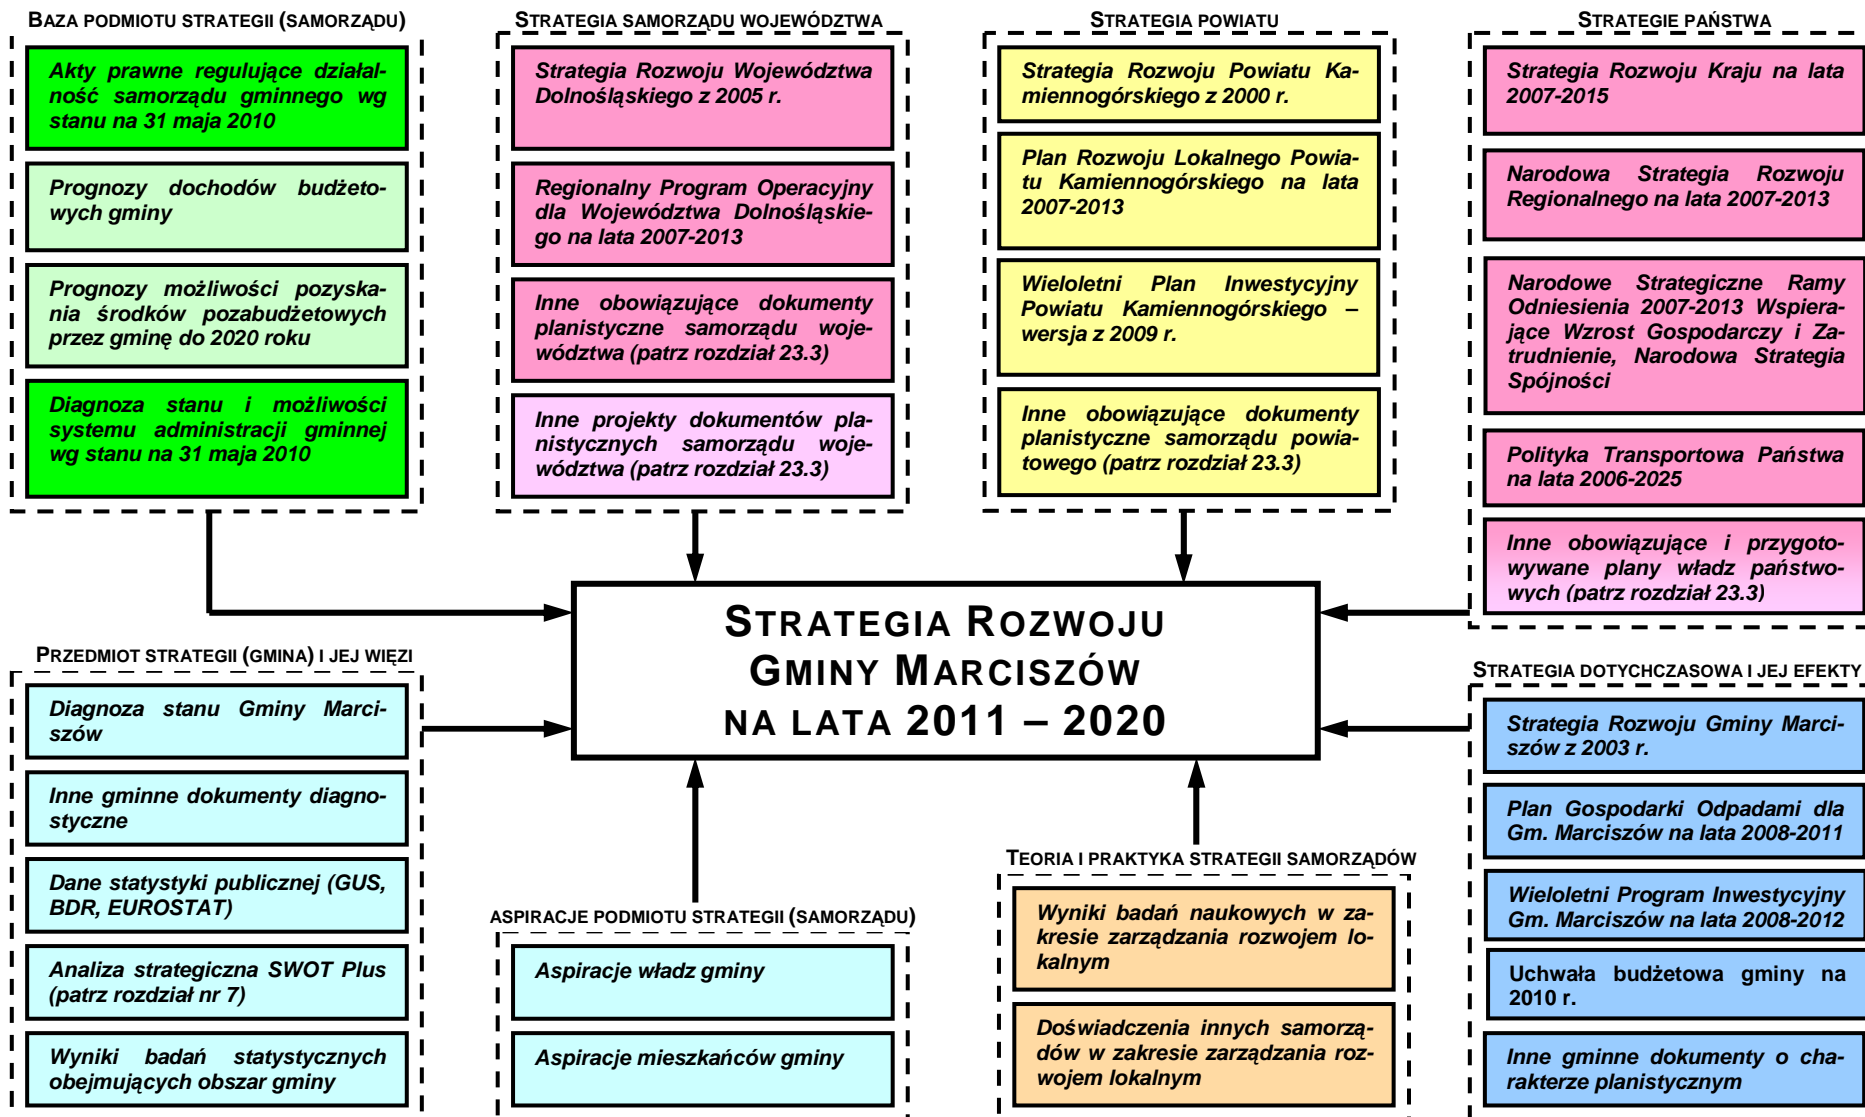 BAZA PODMIOTU STRATEGII (SAMORZĄDU)
Akty prawne regulujące działal-
ność samorządu gminnego wg
stanu na 31 maja 2010
Prognozy dochodów budżeto-
wych gminy
Prognozy możliwości pozyska-
nia środków pozabudżetowych
przez gminę do 2020 roku
Diagnoza stanu i możliwości
systemu administracji gminnej
wg stanu na 31 maja 2010
STRATEGIA SAMORZĄDU WOJEWÓDZTWA
Strategia Rozwoju Województwa
Dolnośląskiego z 2005 r.
Regionalny Program Operacyjny
dla Województwa Dolnośląskie-
go na lata 2007-2013
Inne obowiązujące dokumenty
planistyczne samorządu woje-
wództwa (patrz rozdział 23.3)
Inne projekty dokumentów pla-
nistycznych samorządu woje-
wództwa (patrz rozdział 23.3)
STRATEGIA POWIATU
Strategia Rozwoju Powiatu Ka-
miennogórskiego z 2000 r.
Plan Rozwoju Lokalnego Powia-
tu Kamiennogórskiego na lata
2007-2013
Wieloletni Plan Inwestycyjny
Powiatu Kamiennogórskiego –
wersja z 2009 r.
Inne obowiązujące dokumenty
planistyczne samorządu powia-
towego (patrz rozdział 23.3)
STRATEGIE PAŃSTWA
Strategia Rozwoju Kraju na lata
2007-2015
Narodowa Strategia Rozwoju
Regionalnego na lata 2007-2013
Narodowe Strategiczne Ramy
Odniesienia 2007-2013 Wspiera-
jące Wzrost Gospodarczy i Za-
trudnienie, Narodowa Strategia
Spójności
Polityka Transportowa Państwa
na lata 2006-2025
Inne obowiązujące i przygoto-
wywane plany władz państwo-
wych (patrz rozdział 23.3)
STRATEGIA ROZWOJU
GMINY MARCISZÓW
NA LATA 2011 – 2020
PRZEDMIOT STRATEGII (GMINA) I JEJ WIĘZI
Diagnoza stanu Gminy Marci-
szów
Inne gminne dokumenty diagno-
styczne
Dane statystyki publicznej (GUS,
BDR, EUROSTAT)
Analiza strategiczna SWOT Plus
(patrz rozdział nr 7)
Wyniki badań statystycznych
obejmujących obszar gminy
ASPIRACJE PODMIOTU STRATEGII (SAMORZĄDU)
Aspiracje władz gminy
Aspiracje mieszkańców gminy
TEORIA I PRAKTYKA STRATEGII SAMORZĄDÓW
Wyniki badań naukowych w za-
kresie zarządzania rozwojem lo-
kalnym
Doświadczenia innych samorzą-
dów w zakresie zarządzania roz-
wojem lokalnym
STRATEGIA DOTYCHCZASOWA I JEJ EFEKTY
Strategia Rozwoju Gminy Marci-
szów z 2003 r.
Plan Gospodarki Odpadami dla
Gm. Marciszów na lata 2008-2011
Wieloletni Program Inwestycyjny
Gm. Marciszów na lata 2008-2012
Uchwała budżetowa gminy na
2010 r.
Inne gminne dokumenty o cha-
rakterze planistycznym